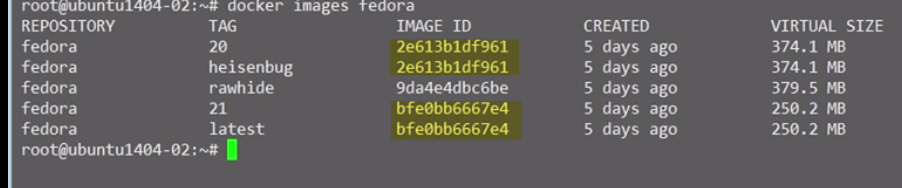 root@ubuntu1404-02:~# docker images fedora
REPOSITORY TAG IMAGE ID CREATED VIRTUAL SIZE
fedora 20 2e613b1df961 5 days ago 374.1 MB
fedora heisenbug 2e613b1df961 5 days ago 374.1 MB
fedora rawhide 9da4e4dbc6be 5 days ago 379.5 MB
fedora 21 bfe0bb6667e4 5 days ago 250.2 MB
fedora latest bfe0bb6667e4 5 days ago 250.2 MB
root@ubuntu1404-02:~#